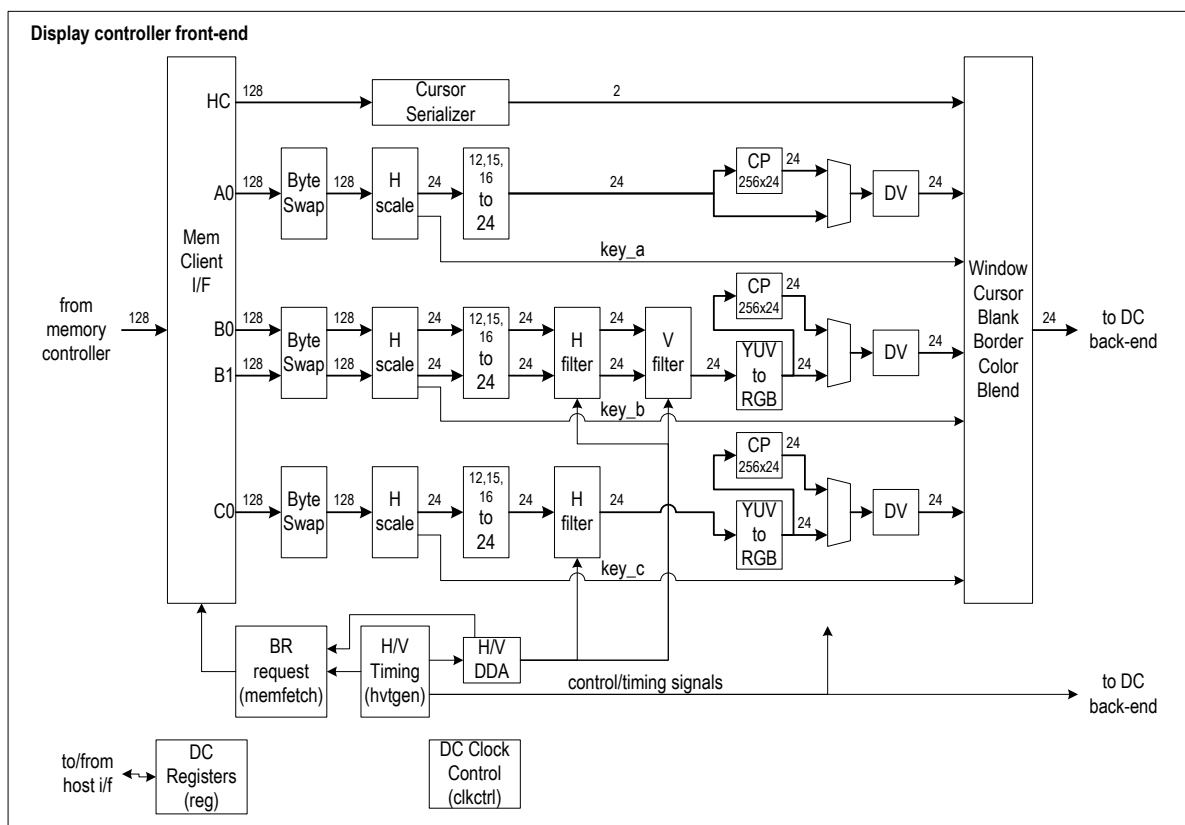 Display controller front-end
HC
128
Cursor
Serializer
2
A0
128
Byte
Swap
128
H
scale
24
12,15,
16
to
24
24
CP
256x24
24
DV
24
key_a
Mem
Client
I/F
from
memory
controller
128
B0
128
B1
128
Byte
Swap
128
128
H
scale
24
24
12,15,
16
to
24
24
24
H
filter
24
24
V
filter
24
YUV
to
RGB
24
CP
256x24
24
DV
24
key_b
Window
Cursor
Blank
Border
Color
Blend
24
to DC
back-end
C0
128
Byte
Swap
128
H
scale
24
12,15,
16
to
24
24
H
filter
24
YUV
to
RGB
24
CP
256x24
24
DV
24
key_c
BR
request
(memfetch)
H/V
Timing
(hvtgen)
H/V
DDA
control/timing signals
to DC
back-end
to/from
host i/f
DC
Registers
(reg)
DC Clock
Control
(clkctrl)